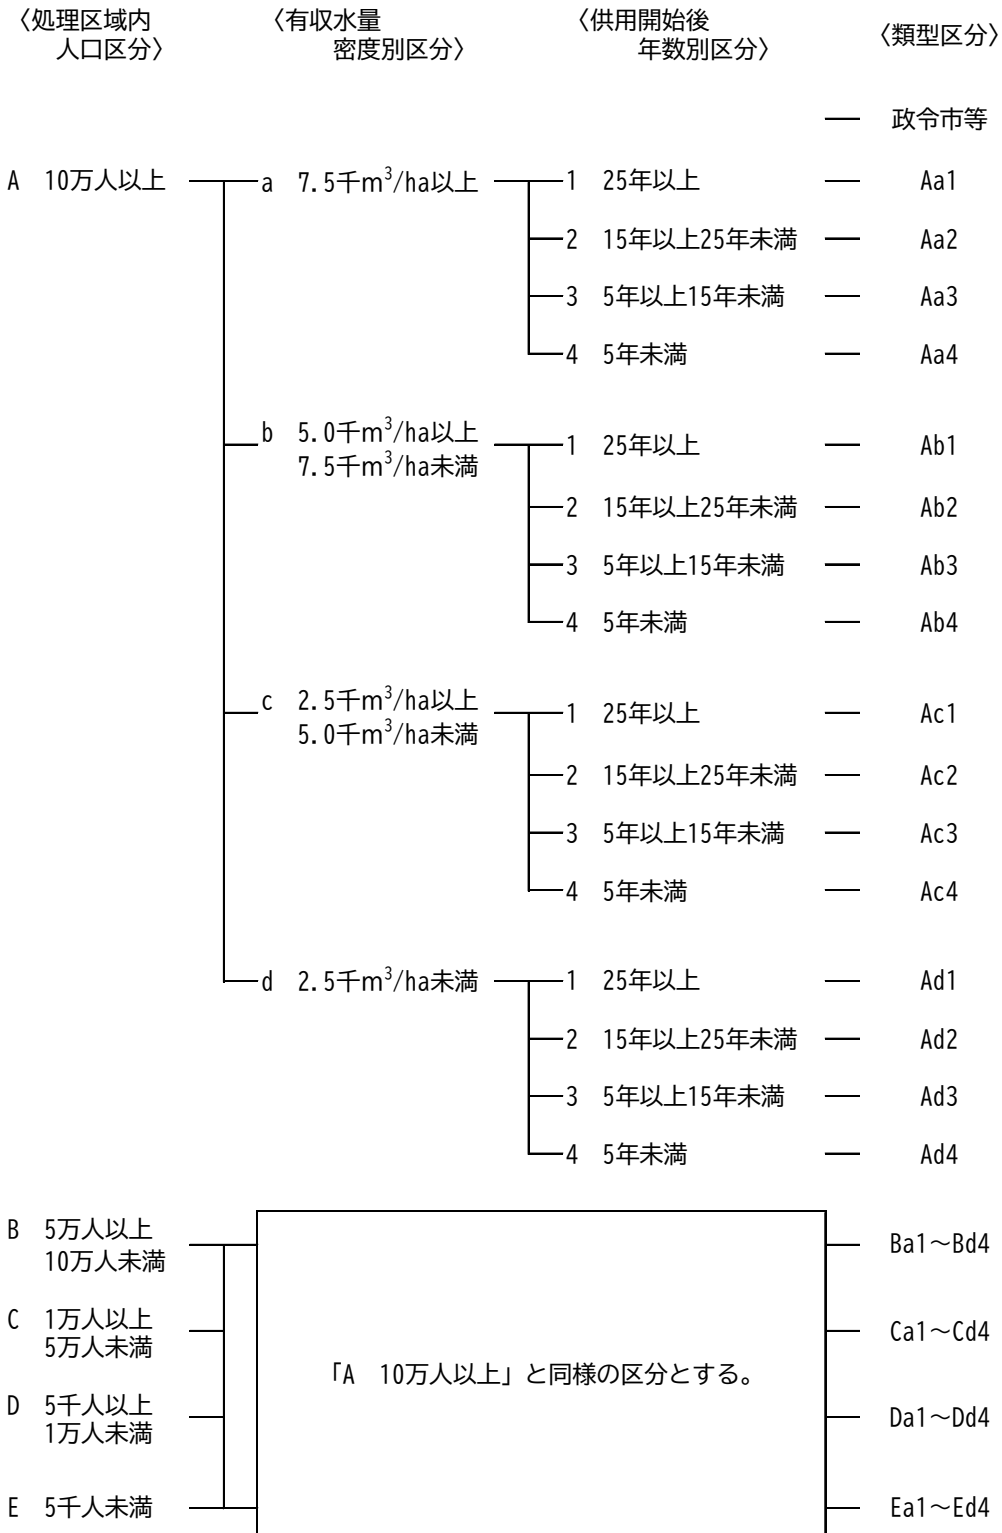 〈処理区域内
人口区分〉
〈有収水量
密度別区分〉
〈供用開始後
年数別区分〉
〈類型区分〉
政令市等
A 10万人以上
a 7.5千m³/ha以上
1 25年以上
Aa1
2 15年以上25年未満
Aa2
3 5年以上15年未満
Aa3
4 5年未満
Aa4
b 5.0千m³/ha以上
7.5千m³/ha未満
1 25年以上
Ab1
2 15年以上25年未満
Ab2
3 5年以上15年未満
Ab3
4 5年未満
Ab4
c 2.5千m³/ha以上
5.0千m³/ha未満
1 25年以上
Ac1
2 15年以上25年未満
Ac2
3 5年以上15年未満
Ac3
4 5年未満
Ac4
d 2.5千m³/ha未満
1 25年以上
Ad1
2 15年以上25年未満
Ad2
3 5年以上15年未満
Ad3
4 5年未満
Ad4
B 5万人以上
10万人未満
Ba1～Bd4
C 1万人以上
5万人未満
Ca1～Cd4
「A 10万人以上」と同様の区分とする。
D 5千人以上
1万人未満
Da1～Dd4
E 5千人未満
Ea1～Ed4